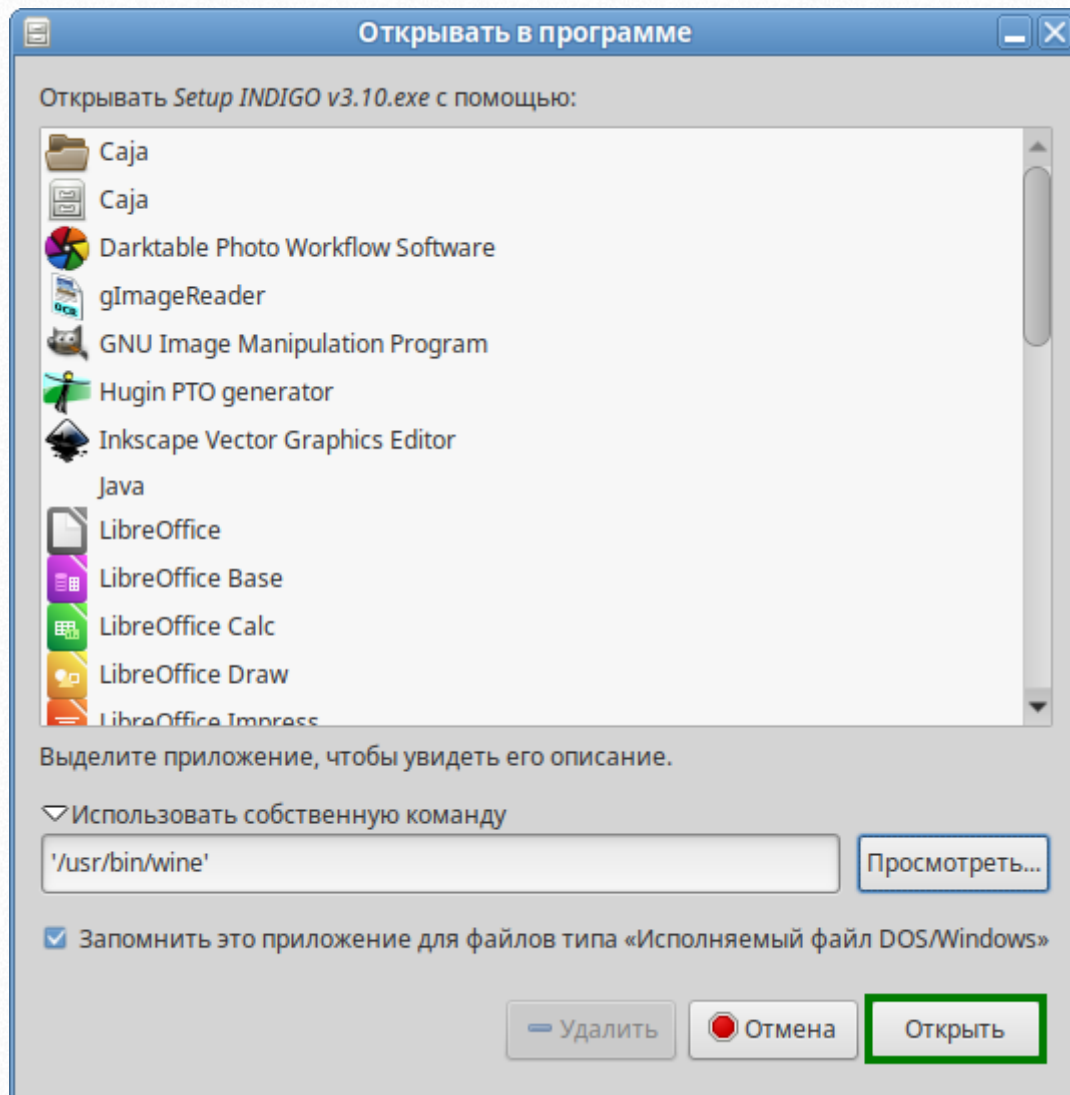 Открывать в программе
Открывать Setup INDIGO v3.10.exe с помощью:
Caja
Caja
Darktable Photo Workflow Software
gImageReader
OCR
GNU Image Manipulation Program
Hugin PTO generator
Inkscape Vector Graphics Editor
Java
LibreOffice
LibreOffice Base
LibreOffice Calc
LibreOffice Draw
LibreOffice Impress
Выделите приложение, чтобы увидеть его описание.
Использовать собственную команду
'/usr/bin/wine'
Просмотреть...
Запомнить это приложение для файлов типа «Исполняемый файл DOS/Windows»
Удалить
Отмена
Открыть